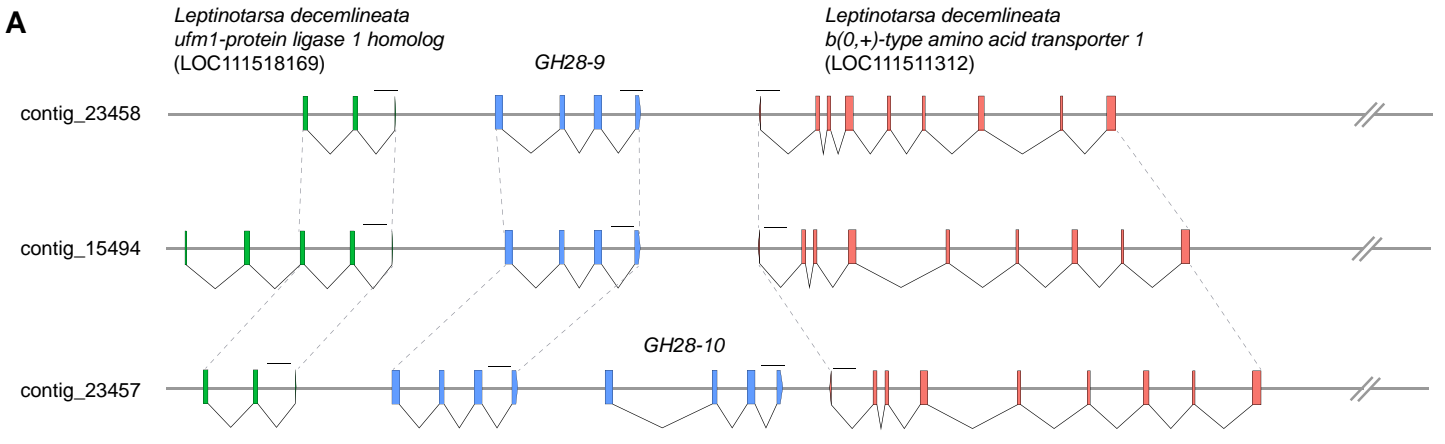 A
Leptinotarsa decemlineata
ufm1-protein ligase 1 homolog
(LOC111518169)
GH28-9
Leptinotarsa decemlineata
b(0,+)-type amino acid transporter 1
(LOC111511312)
contig_23458
contig_15494
GH28-10
contig_23457